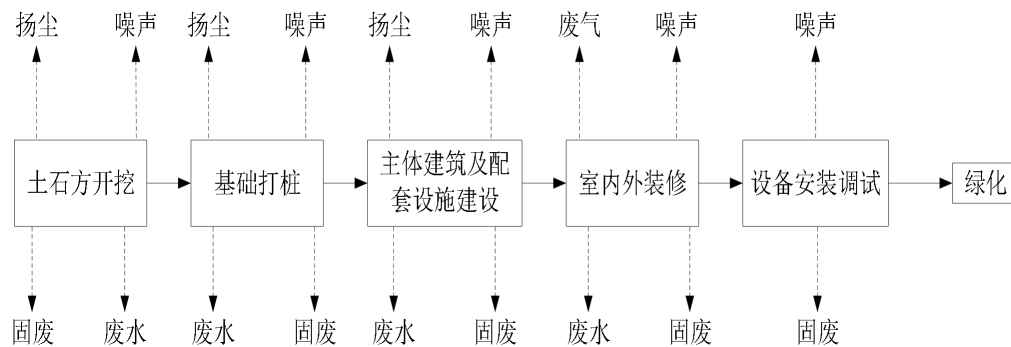 扬尘 噪声 扬尘 噪声 扬尘 噪声 废气 噪声 噪声
土石方开挖
基础打桩
主体建筑及配
套设施建设
室内外装修
设备安装调试
绿化
固废 废水 废水 固废 废水 固废 废水 固废 固废